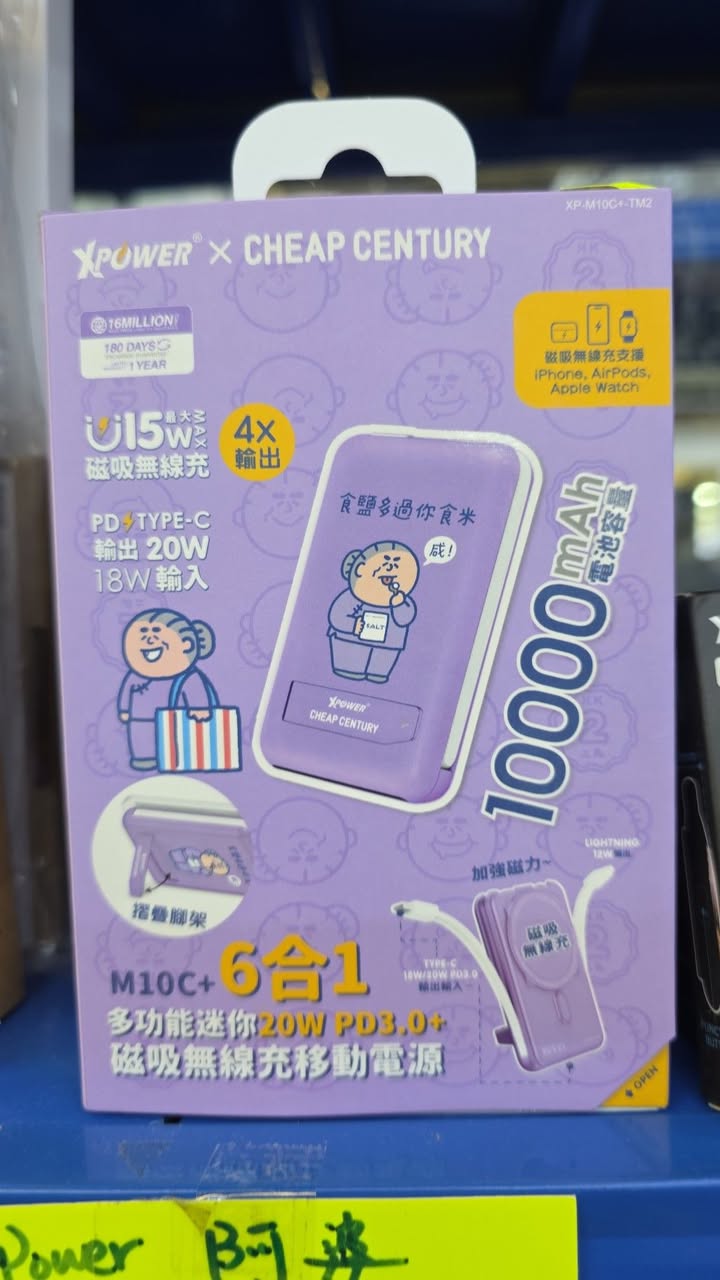 XP-M10C+-TM2
XPOWER® × CHEAP CENTURY
16MILLION
180 DAYS
1 YEAR
磁吸無線充支援
iPhone, AirPods,
Apple Watch
15W 最大 MAX
磁吸無線充
4X
輸出
PD TYPE-C
輸出 20W
18W 輸入
食鹽多過你食米
咸!
SALT
XPOWER®
CHEAP CENTURY
10000mAh
電池容量
摺疊腳架
加強磁力~
LIGHTNING
12W 輸出
磁吸
無線充
TYPE-C
18W/20W PD3.0
輸出輸入
M10C+ 6合1
多功能迷你20W PD3.0+
磁吸無線充移動電源
OPEN
Power 阿婆